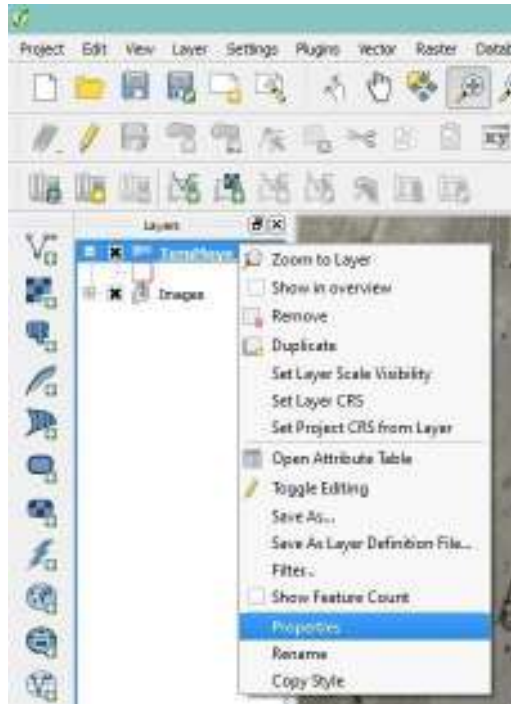 Project Edit View Layer Settings Plugins Vector Raster Datab
Layers
Images
Zoom to Layer
Show in overview
Remove
Duplicate
Set Layer Scale Visibility
Set Layer CRS
Set Project CRS from Layer
Open Attribute Table
Toggle Editing
Save As...
Save As Layer Definition File...
Filter...
Show Feature Count
Properties
Rename
Copy Style